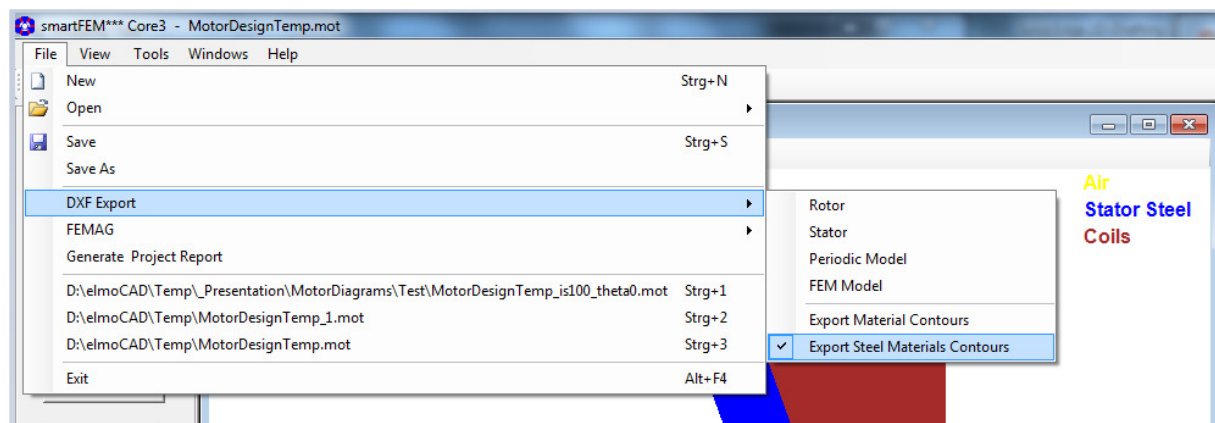 smartFEM*** Core3 - MotorDesignTemp.mot
File View Tools Windows Help
New Strg+N
Open
Save Strg+S
Save As
DXF Export
FEMAG
Generate Project Report
D:\elmoCAD\Temp\_Presentation\MotorDiagrams\Test\MotorDesignTemp_is100_theta0.mot Strg+1
D:\elmoCAD\Temp\MotorDesignTemp_1.mot Strg+2
D:\elmoCAD\Temp\MotorDesignTemp.mot Strg+3
Exit Alt+F4
Rotor
Stator
Periodic Model
FEM Model
Export Material Contours
Export Steel Materials Contours
Air
Stator Steel
Coils